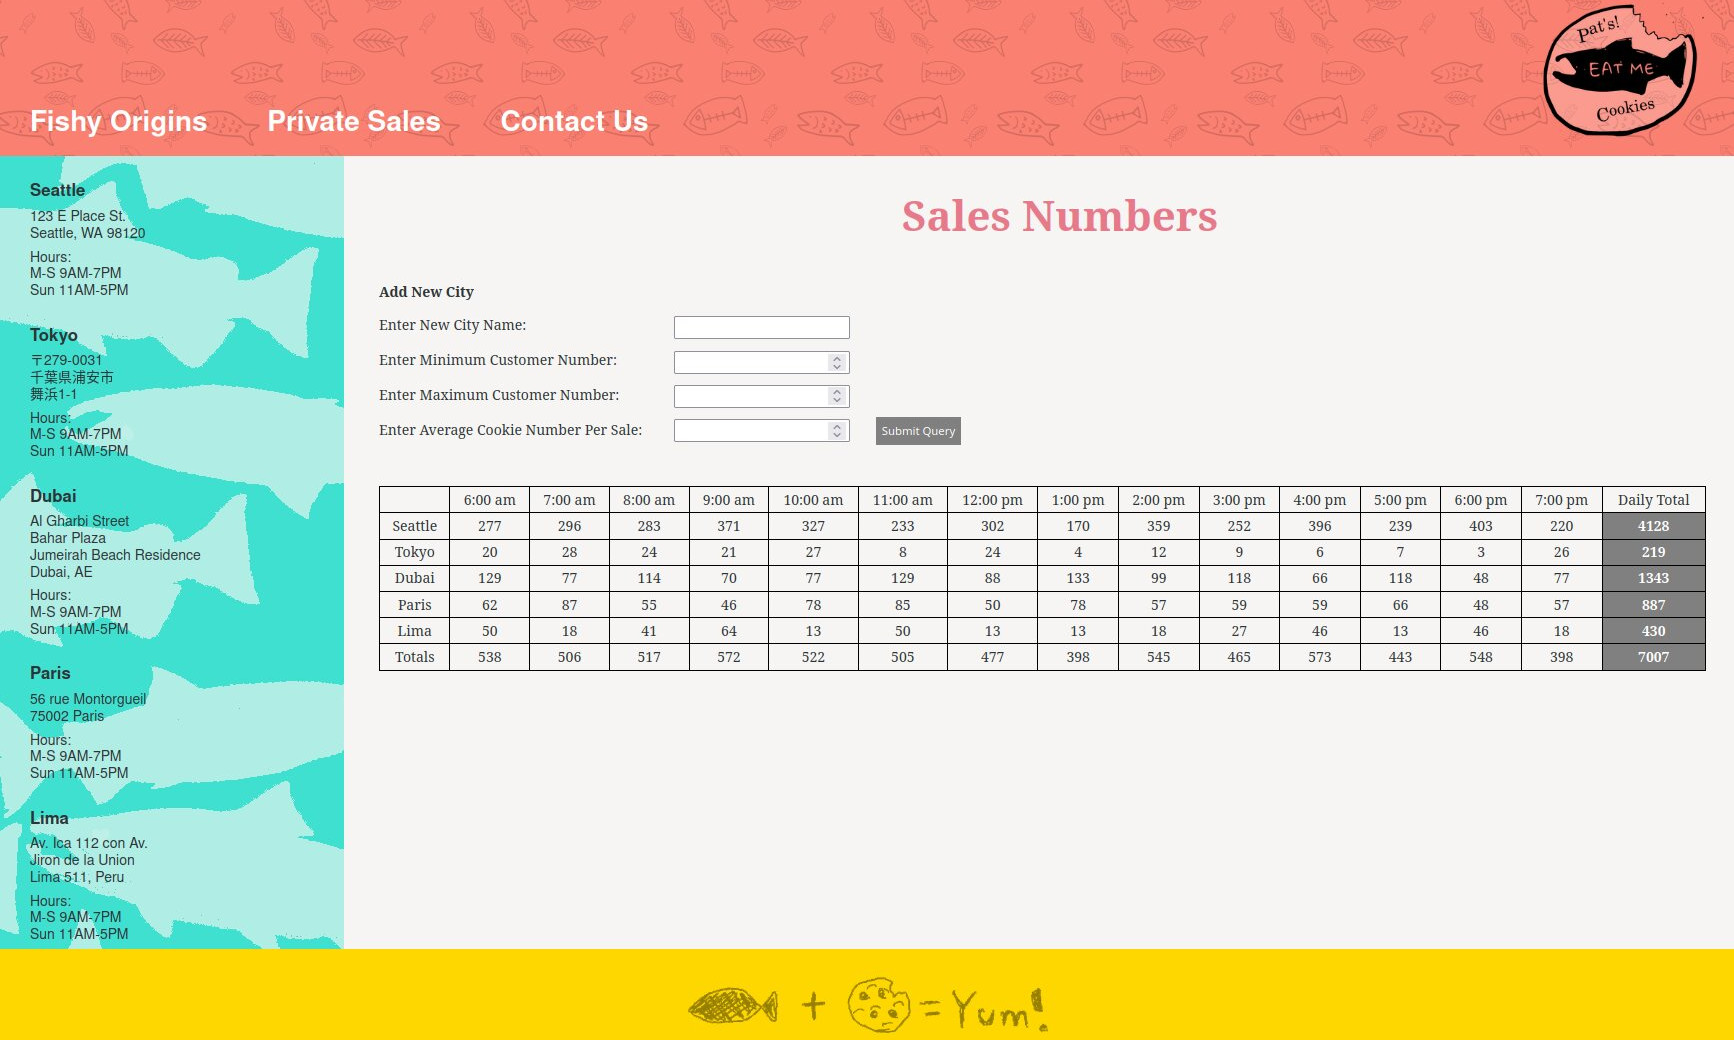 Pat's!
EAT ME
Cookies
Fishy Origins Private Sales Contact Us
Seattle
123 E Place St.
Seattle, WA 98120
Hours:
M-S 9AM-7PM
Sun 11AM-5PM
Tokyo
〒279-0031
千葉県浦安市
舞浜1-1
Hours:
M-S 9AM-7PM
Sun 11AM-5PM
Dubai
Al Gharbi Street
Bahar Plaza
Jumeirah Beach Residence
Dubai, AE
Hours:
M-S 9AM-7PM
Sun 11AM-5PM
Paris
56 rue Montorgueil
75002 Paris
Hours:
M-S 9AM-7PM
Sun 11AM-5PM
Lima
Av. Ica 112 con Av.
Jiron de la Union
Lima 511, Peru
Hours:
M-S 9AM-7PM
Sun 11AM-5PM
Sales Numbers
Add New City
Enter New City Name:
Enter Minimum Customer Number:
Enter Maximum Customer Number:
Enter Average Cookie Number Per Sale: Submit Query
6:00 am 7:00 am 8:00 am 9:00 am 10:00 am 11:00 am 12:00 pm 1:00 pm 2:00 pm 3:00 pm 4:00 pm 5:00 pm 6:00 pm 7:00 pm Daily Total
Seattle 277 296 283 371 327 233 302 170 359 252 396 239 403 220 4128
Tokyo 20 28 24 21 27 8 24 4 12 9 6 7 3 26 219
Dubai 129 77 114 70 77 129 88 133 99 118 66 118 48 77 1343
Paris 62 87 55 46 78 85 50 78 57 59 59 66 48 57 887
Lima 50 18 41 64 13 50 13 13 18 27 46 13 46 18 430
Totals 538 506 517 572 522 505 477 398 545 465 573 443 548 398 7007
+ = Yum!